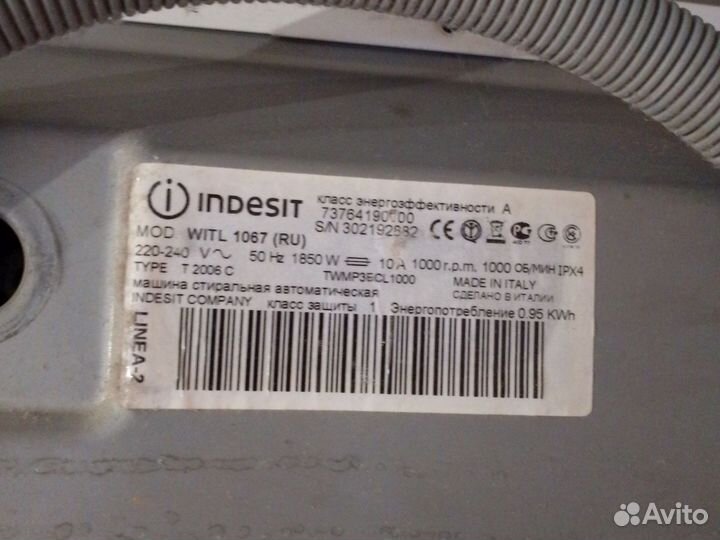 INDESIT
класс энергоэффективности А
73764190700
S/N 302192882
MOD. WITL 1067 (RU)
220-240 V 50 Hz 1850 W 10 A 1000 r.p.m. 1000 ОБ/МИН IPX4
TYPE T 2006 C
MADE IN ITALY
машина стиральная автоматическая
СДЕЛАНО В ИТАЛИИ
INDESIT COMPANY класс защиты 1 Энергопотребление 0.95 KWh
LINEA-2
Avito